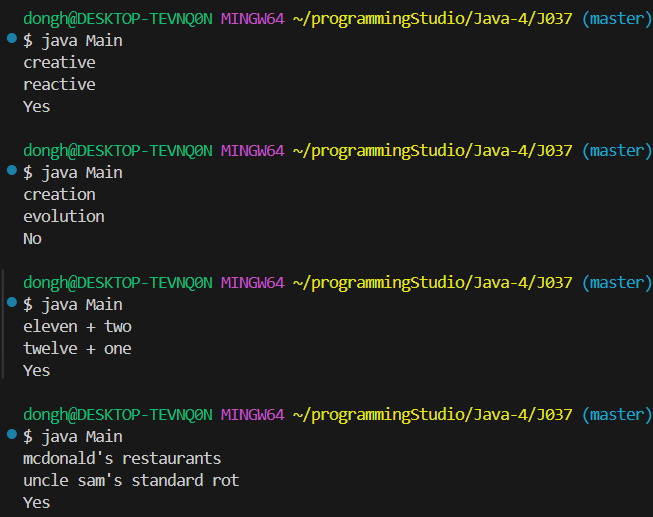 dongh@DESKTOP-TEVNQ0N MINGW64 ~/programmingStudio/Java-4/J037 (master)
$ java Main
creative
reactive
Yes
dongh@DESKTOP-TEVNQ0N MINGW64 ~/programmingStudio/Java-4/J037 (master)
$ java Main
creation
evolution
No
dongh@DESKTOP-TEVNQ0N MINGW64 ~/programmingStudio/Java-4/J037 (master)
$ java Main
eleven + two
twelve + one
Yes
dongh@DESKTOP-TEVNQ0N MINGW64 ~/programmingStudio/Java-4/J037 (master)
$ java Main
mcdonald's restaurants
uncle sam's standard rot
Yes